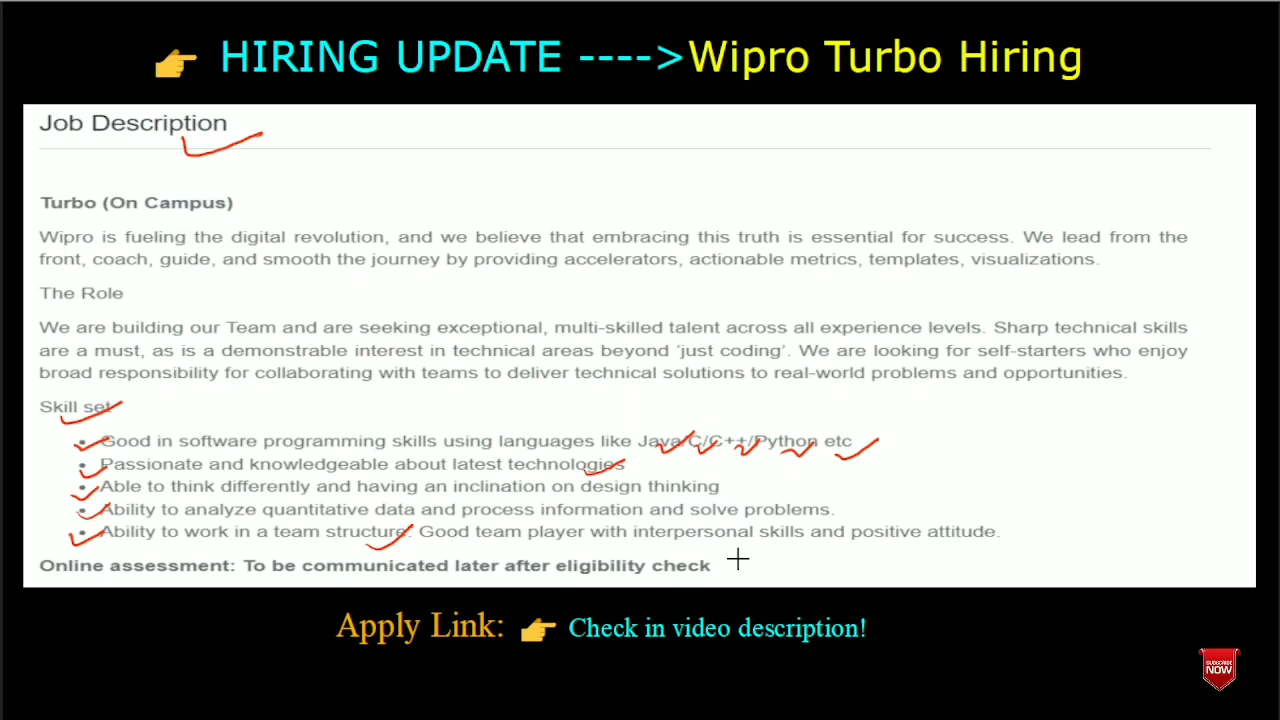 👉 HIRING UPDATE ---->Wipro Turbo Hiring
Job Description
Turbo (On Campus)
Wipro is fueling the digital revolution, and we believe that embracing this truth is essential for success. We lead from the
front, coach, guide, and smooth the journey by providing accelerators, actionable metrics, templates, visualizations.
The Role
We are building our Team and are seeking exceptional, multi-skilled talent across all experience levels. Sharp technical skills
are a must, as is a demonstrable interest in technical areas beyond ‘just coding’. We are looking for self-starters who enjoy
broad responsibility for collaborating with teams to deliver technical solutions to real-world problems and opportunities.
Skill set
• Good in software programming skills using languages like Java/C/C++/Python etc
• Passionate and knowledgeable about latest technologies
• Able to think differently and having an inclination on design thinking
• Ability to analyze quantitative data and process information and solve problems.
• Ability to work in a team structure. Good team player with interpersonal skills and positive attitude.
Online assessment: To be communicated later after eligibility check
Apply Link: 👉 Check in video description!
SUBSCRIBE
NOW